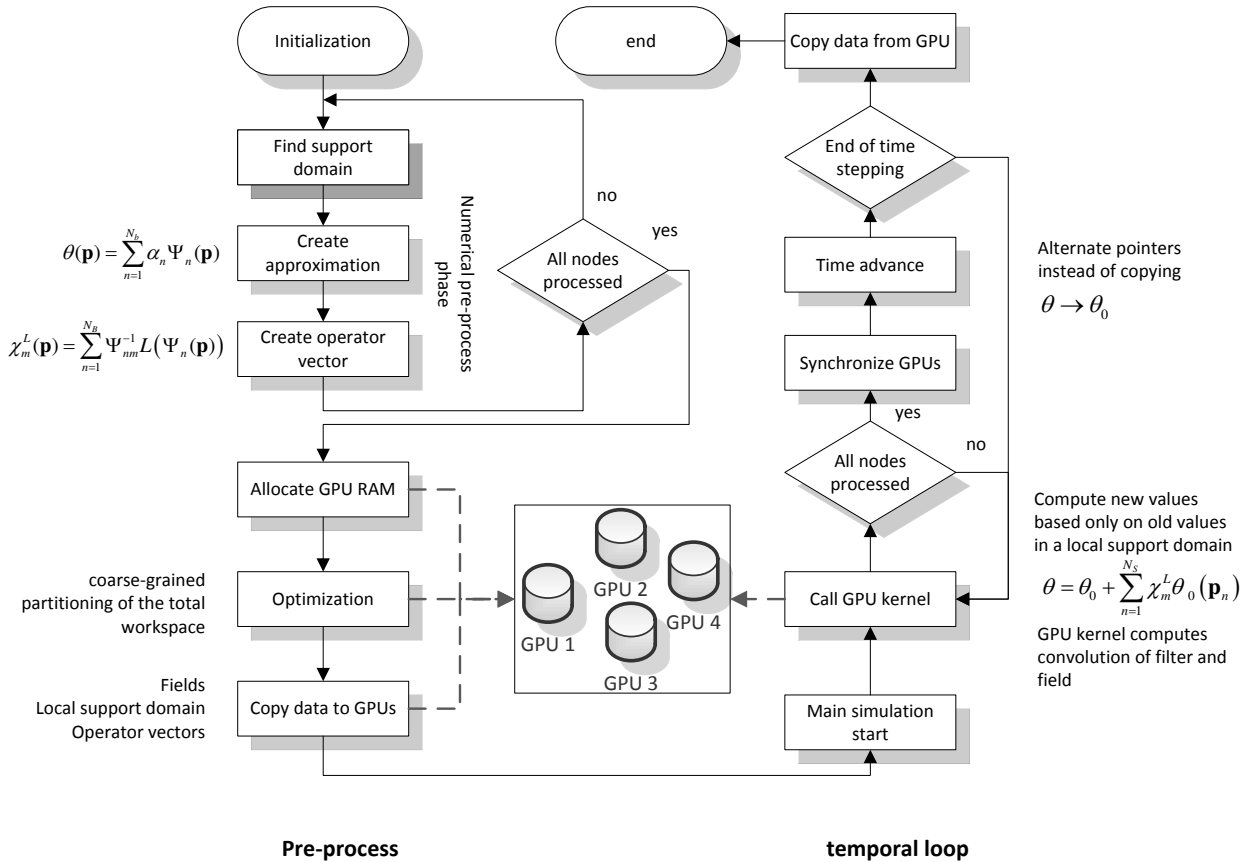 Initialization
Find support
domain
θ(p) = ∑_{n=1}^{N_b} α_n Ψ_n(p)
Create
approximation
χ_m^L(p) = ∑_{n=1}^{N_B} Ψ_{nm}^{-1} L(Ψ_n(p))
Create operator
vector
Numerical pre-process
phase
no
yes
All nodes
processed
Allocate GPU RAM
coarse-grained
partitioning of the total
workspace
Optimization
Fields
Local support domain
Operator vectors
Copy data to GPUs
GPU 1
GPU 2
GPU 3
GPU 4
end
Copy data from GPU
End of time
stepping
Time advance
Alternate pointers
instead of copying
θ → θ_0
Synchronize GPUs
yes
no
All nodes
processed
Call GPU kernel
Compute new values
based only on old values
in a local support domain
θ = θ_0 + ∑_{n=1}^{N_S} χ_m^L θ_0(p_n)
GPU kernel computes
convolution of filter and
field
Main simulation
start
Pre-process
temporal loop